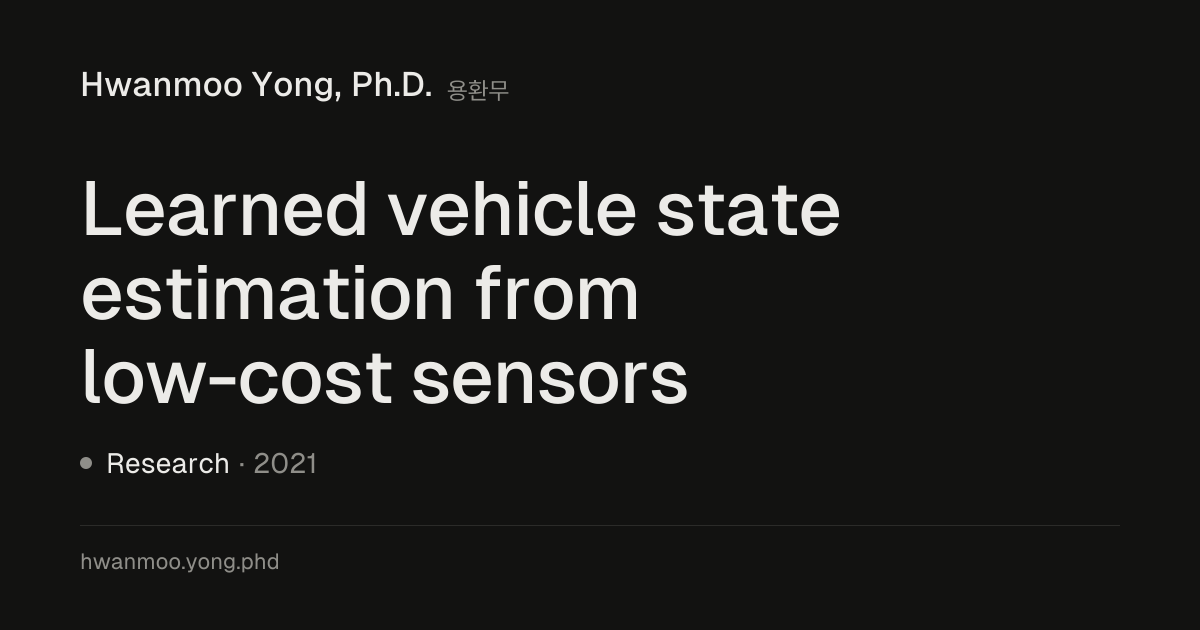 Hwanmoo Yong, Ph.D. 용환무
Learned vehicle state
estimation from
low-cost sensors
Research · 2021
hwanmoo.yong.phd